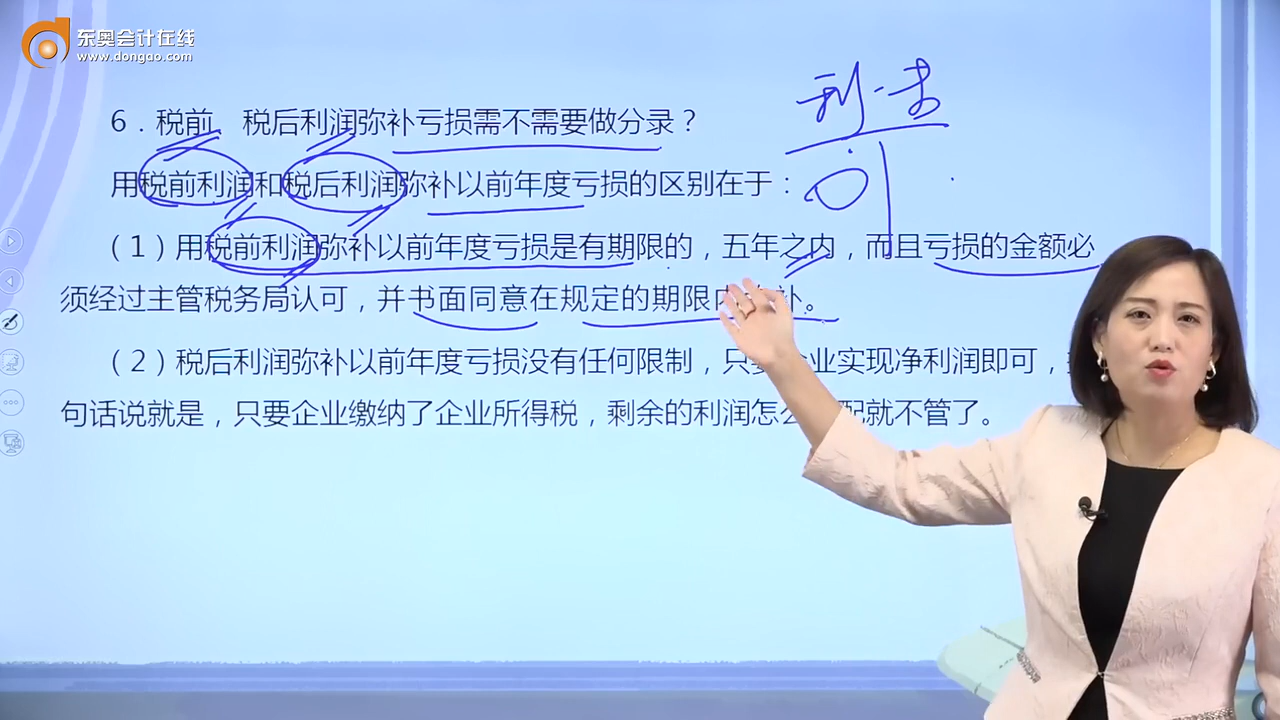 东奥会计在线
www.dongao.com
利-未
6．税前、税后利润弥补亏损需不需要做分录？
用税前利润和税后利润弥补以前年度亏损的区别在于：
（1）用税前利润弥补以前年度亏损是有期限的，五年之内，而且亏损的金额必
须经过主管税务局认可，并书面同意在规定的期限内弥补。
（2）税后利润弥补以前年度亏损没有任何限制，只要企业实现净利润即可，
句话说就是，只要企业缴纳了企业所得税，剩余的利润怎么配就不管了。